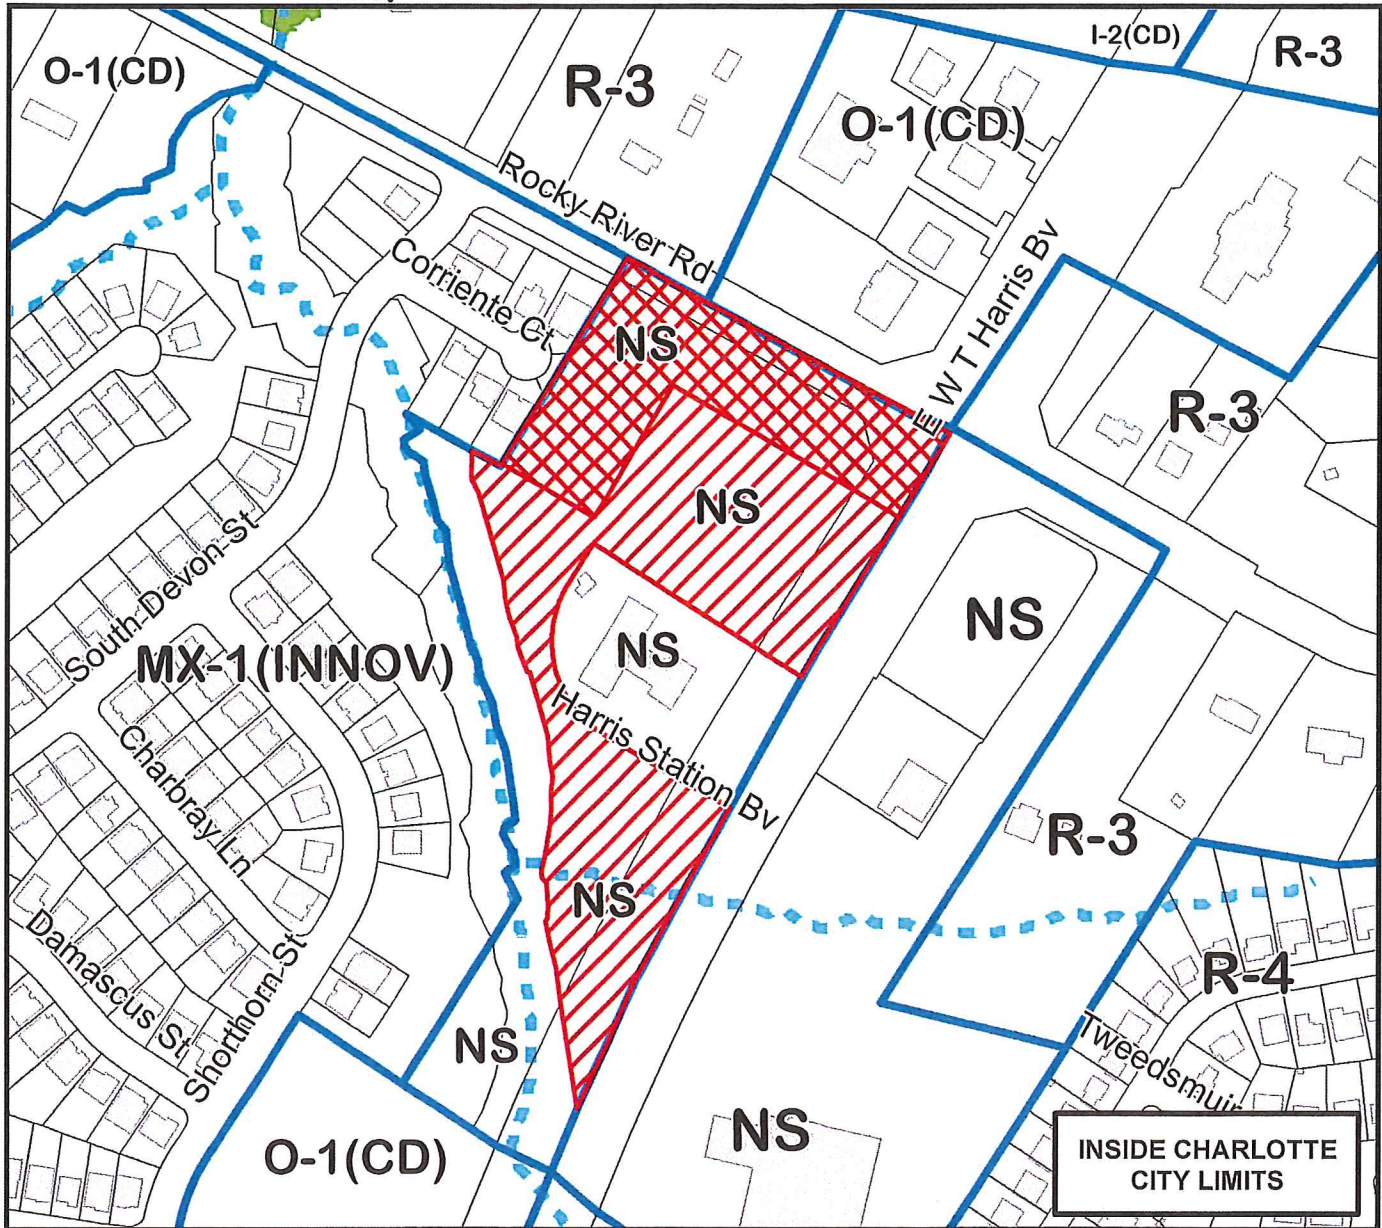 I-2(CD)
R-3
O-1(CD)
R-3
O-1(CD)
Rocky River Rd
Corriente Ct
E W T Harris Bv
NS
R-3
NS
South Devon St
NS
NS
MX-1(INNOV)
Harris Station Bv
Charbray Ln
R-3
NS
Damascus St
Shorthorn St
R-4
NS
Tweedsmuir
NS
O-1(CD)
INSIDE CHARLOTTE
CITY LIMITS